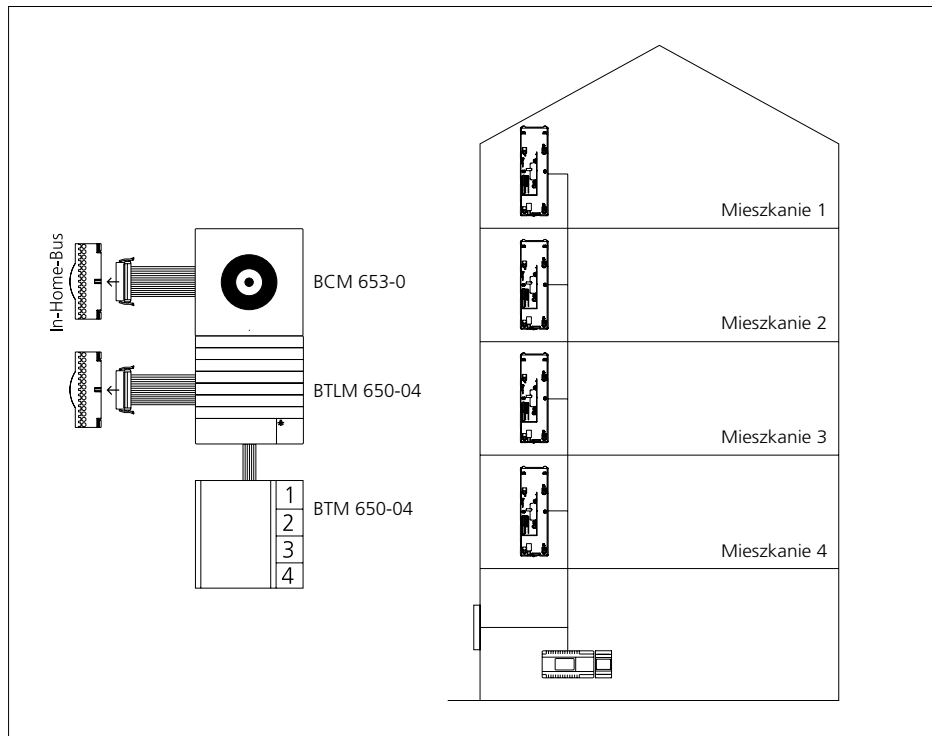 In-Home-Bus
BCM 653-0
BTLM 650-04
BTM 650-04
1
2
3
4
Mieszkanie 1
Mieszkanie 2
Mieszkanie 3
Mieszkanie 4